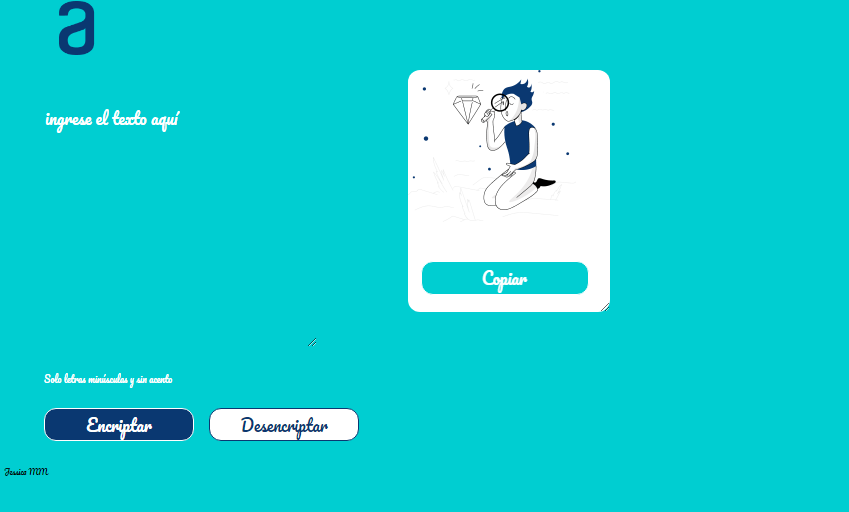 a
ingrese el texto aquí
Copiar
Solo letras minúsculas y sin acento
Encriptar
Desencriptar
Jessica MM